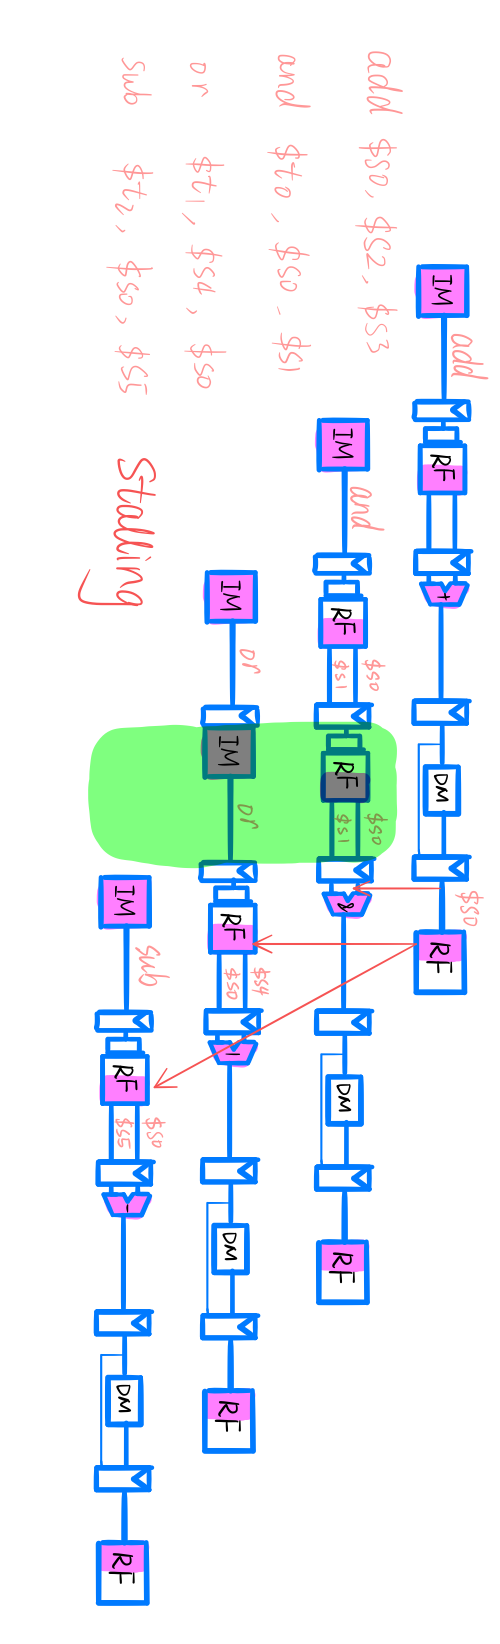 IM add RF + DM $S0 RF
add $S0, $S2, $S3
IM and RF $S0 $S1 RF $S0 $S1 & DM RF
and $t0, $S0. $S1
IM or IM or RF $S4 $S0 | DM RF
or $t1, $S4, $S0
IM sub RF $S0 $S5 - DM RF
sub $t2, $S0, $S5
Stalling